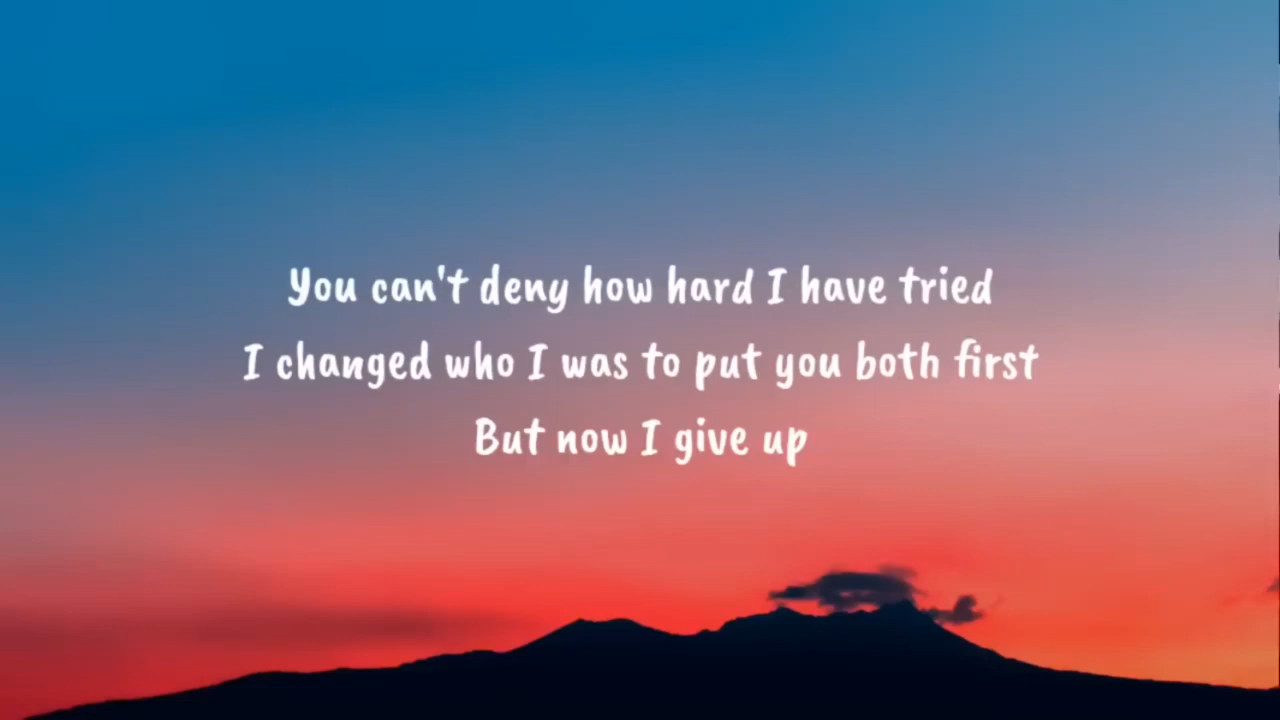 You can't deny how hard I have tried
I changed who I was to put you both first
But now I give up